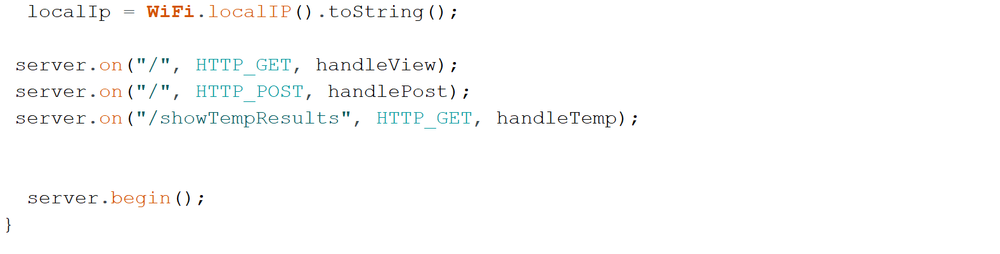 localIp = WiFi.localIP().toString();
server.on("/", HTTP_GET, handleView);
server.on("/", HTTP_POST, handlePost);
server.on("/showTempResults", HTTP_GET, handleTemp);
server.begin();
}